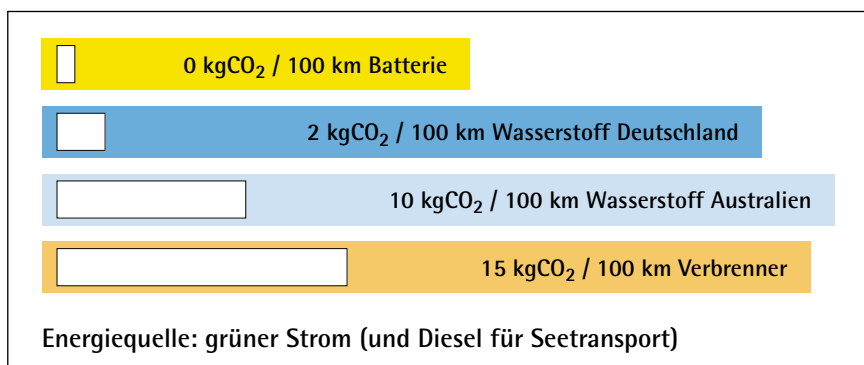 0 kgCO₂ / 100 km Batterie
2 kgCO₂ / 100 km Wasserstoff Deutschland
10 kgCO₂ / 100 km Wasserstoff Australien
15 kgCO₂ / 100 km Verbrenner
Energiequelle: grüner Strom (und Diesel für Seetransport)